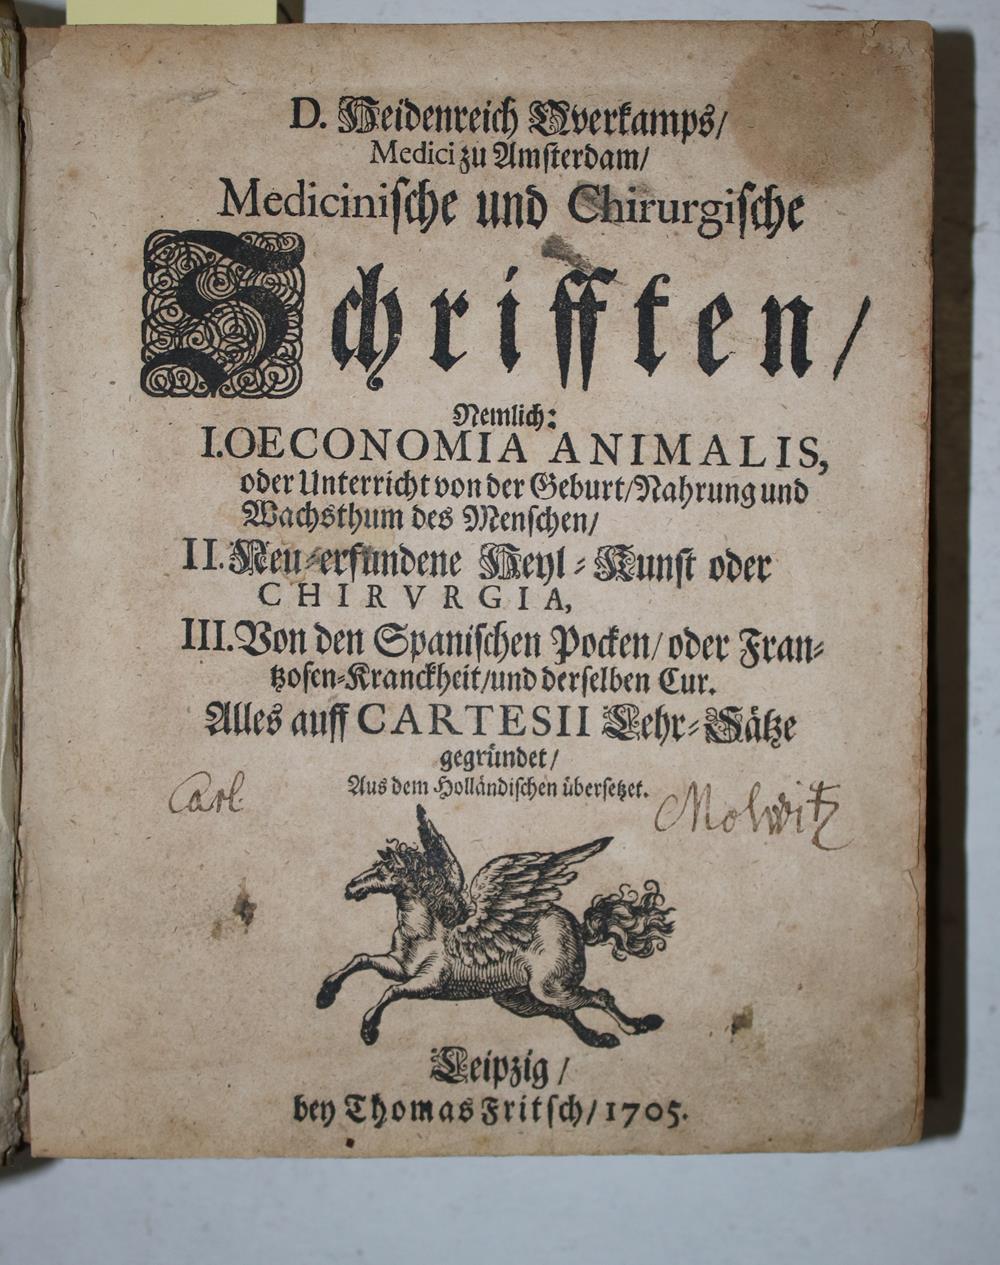 D. Heidenreich Overkamps/
Medici zu Amsterdam/
Medicinische und Chirurgische
Schrifften/
Nemlich:
I. OECONOMIA ANIMALIS,
oder Unterricht von der Geburt/Nahrung und
Wachsthum des Menschen/
II. Neu-erfundene Heyl-Kunst oder
CHIRVRGIA,
III. Von den Spanischen Pocken/oder Fran-
tzosen-Kranckheit/und derselben Cur.
Alles auff CARTESII Lehr-Sätze
gegründet/
Aus dem Holländischen übersetzet.
Carl Molwitz
Leipzig/
bey Thomas Fritsch/1705.